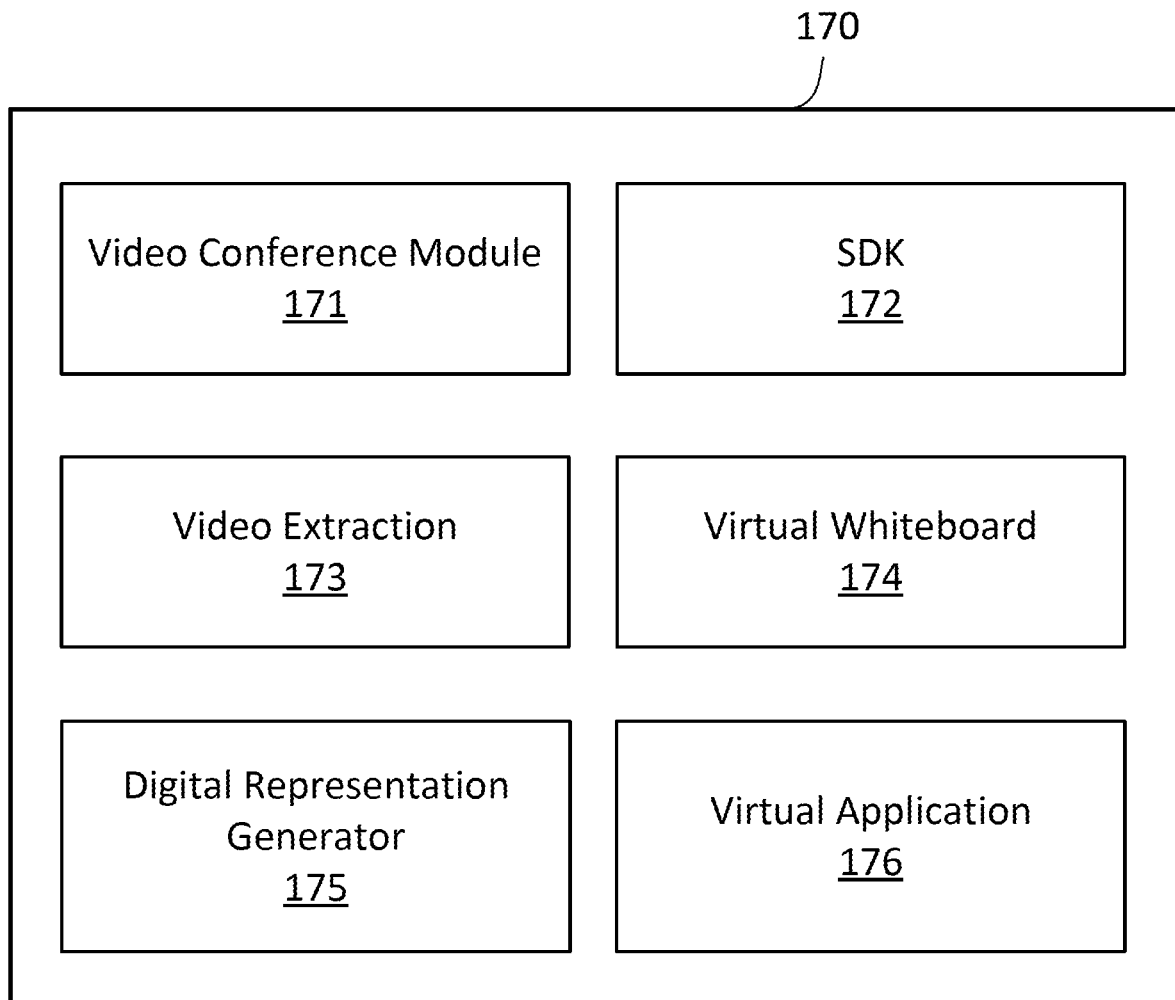 170
Video Conference Module
171
SDK
172
Video Extraction
173
Virtual Whiteboard
174
Digital Representation
Generator
175
Virtual Application
176